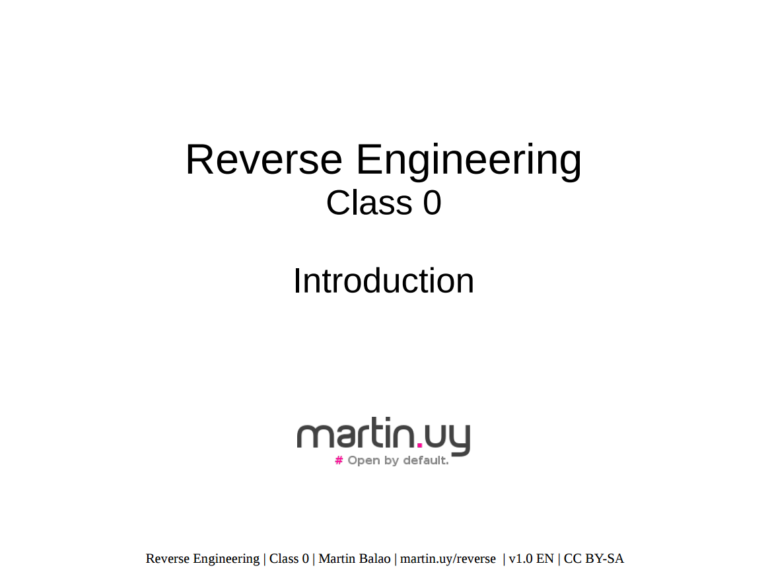 Reverse Engineering
Class 0
Introduction
martin.uy
# Open by default.
Reverse Engineering | Class 0 | Martin Balao | martin.uy/reverse | v1.0 EN | CC BY-SA